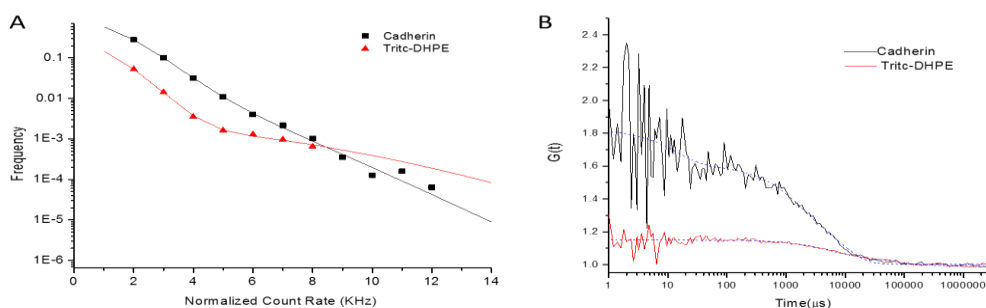 A
Cadherin
Tritc-DHPE
Frequency
0.1
0.01
1E-3
1E-4
1E-5
1E-6
0 2 4 6 8 10 12 14
Normalized Count Rate (KHz)
B
Cadherin
Tritc-DHPE
G(t)
2.4
2.2
2.0
1.8
1.6
1.4
1.2
1.0
1 10 100 1000 10000 100000 1000000
Time(μs)